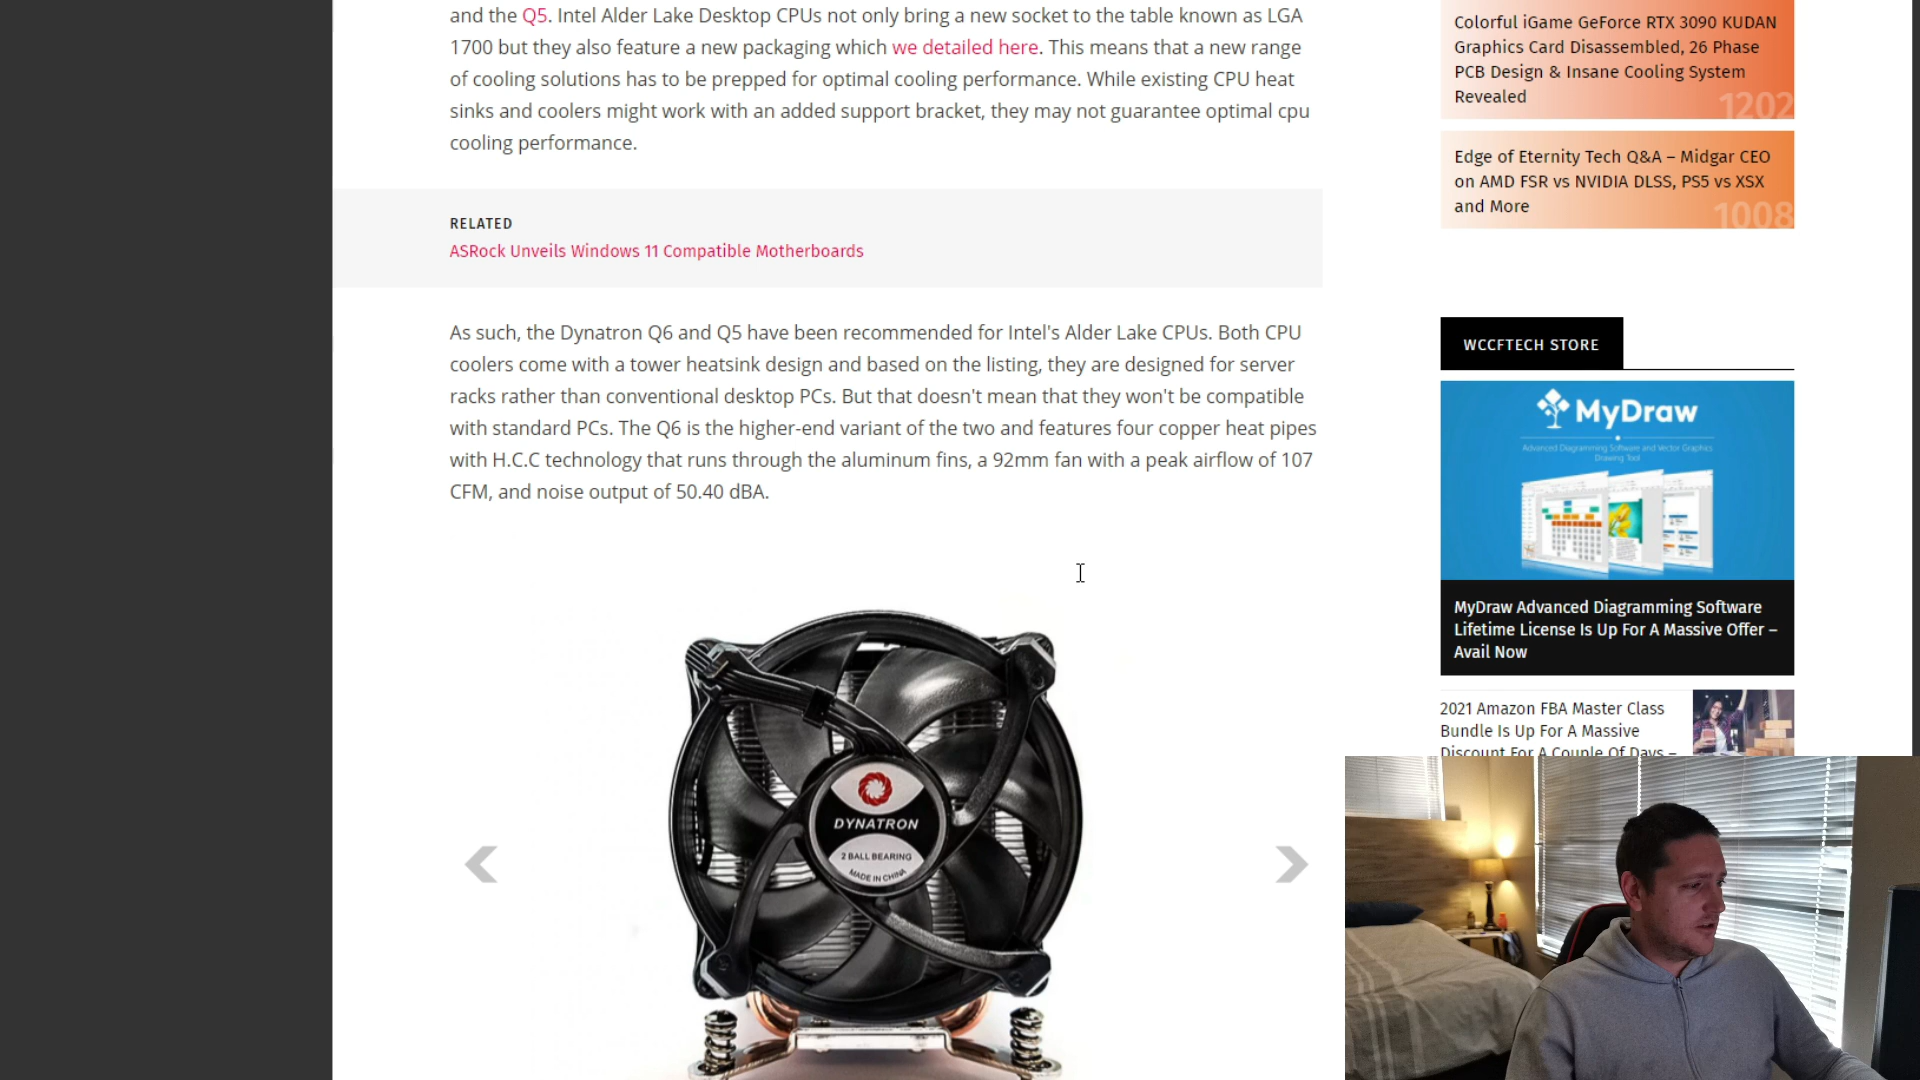 and the Q5. Intel Alder Lake Desktop CPUs not only bring a new socket to the table known as LGA
1700 but they also feature a new packaging which we detailed here. This means that a new range
of cooling solutions has to be prepped for optimal cooling performance. While existing CPU heat
sinks and coolers might work with an added support bracket, they may not guarantee optimal cpu
cooling performance.
RELATED
ASRock Unveils Windows 11 Compatible Motherboards
As such, the Dynatron Q6 and Q5 have been recommended for Intel's Alder Lake CPUs. Both CPU
coolers come with a tower heatsink design and based on the listing, they are designed for server
racks rather than conventional desktop PCs. But that doesn't mean that they won't be compatible
with standard PCs. The Q6 is the higher-end variant of the two and features four copper heat pipes
with H.C.C technology that runs through the aluminum fins, a 92mm fan with a peak airflow of 107
CFM, and noise output of 50.40 dBA.
DYNATRON
2 BALL BEARING
MADE IN CHINA
Colorful iGame GeForce RTX 3090 KUDAN
Graphics Card Disassembled, 26 Phase
PCB Design & Insane Cooling System
Revealed
1202
Edge of Eternity Tech Q&A – Midgar CEO
on AMD FSR vs NVIDIA DLSS, PS5 vs XSX
and More
1008
WCCFTECH STORE
MyDraw
Advanced Diagramming Software and Vector Graphics
Drawing Tool
MyDraw Advanced Diagramming Software
Lifetime License Is Up For A Massive Offer –
Avail Now
2021 Amazon FBA Master Class
Bundle Is Up For A Massive
Discount For A Couple Of Days –